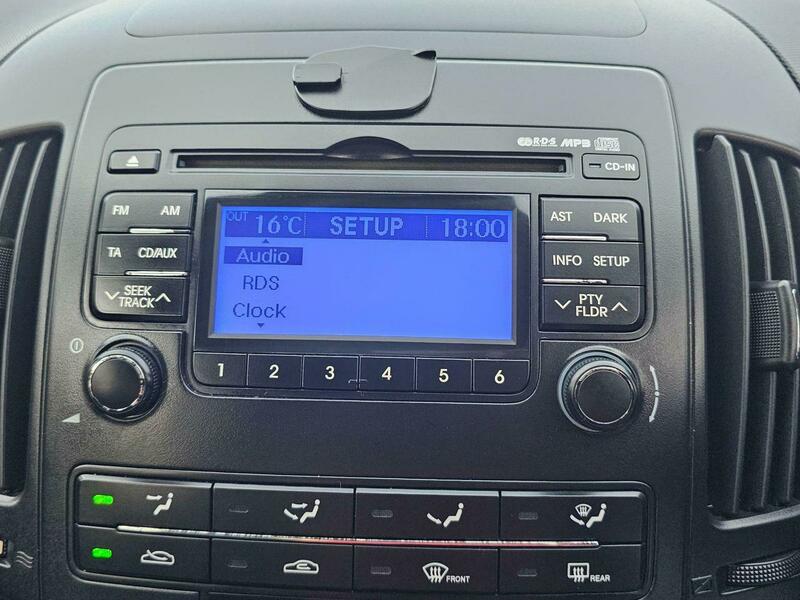 RDS MP3
CD-IN
FM AM
TA CD/AUX
SEEK
TRACK
OUT 16°C SETUP 18:00
Audio
RDS
Clock
AST DARK
INFO SETUP
PTY
FLDR
1 2 3 4 5 6
FRONT
REAR